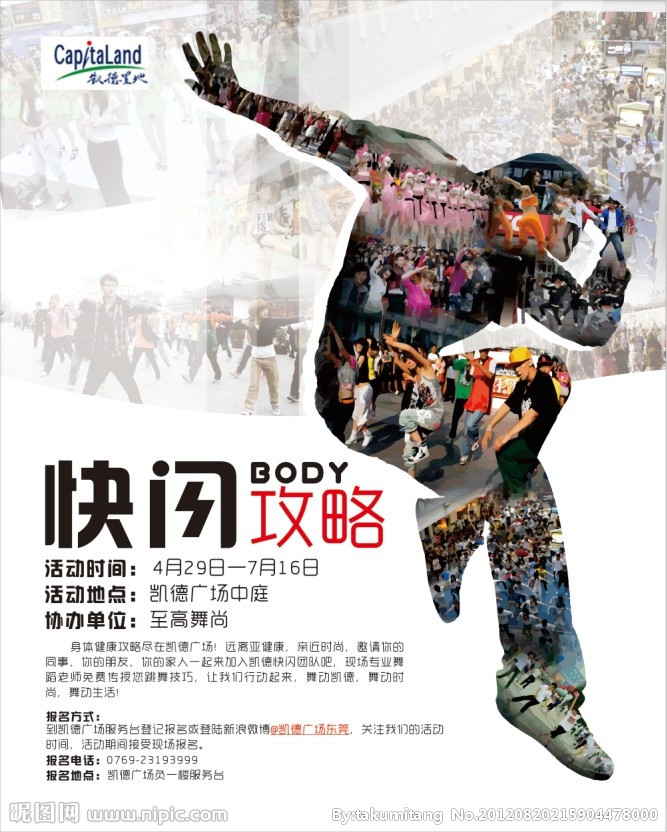 CapitaLand
凯德置地
快闪
BODY
攻略
活动时间：4月29日—7月16日
活动地点：凯德广场中庭
协办单位：至高舞尚
身体健康攻略尽在凯德广场！远离亚健康，亲近时尚，邀请你的
同事、你的朋友、你的家人一起来加入凯德快闪团队吧，现场专业舞
蹈老师免费传授您跳舞技巧，让我们行动起来，舞动凯德，舞动时
尚，舞动生活！
报名方式：
到凯德广场服务台登记报名或登陆新浪微博@凯德广场东莞，关注我们的活动
时间，活动期间接受现场报名。
报名电话：0769-23193999
报名地点：凯德广场负一楼服务台
昵图网 www.nipic.com
By:takumitang No.20120820215904478000